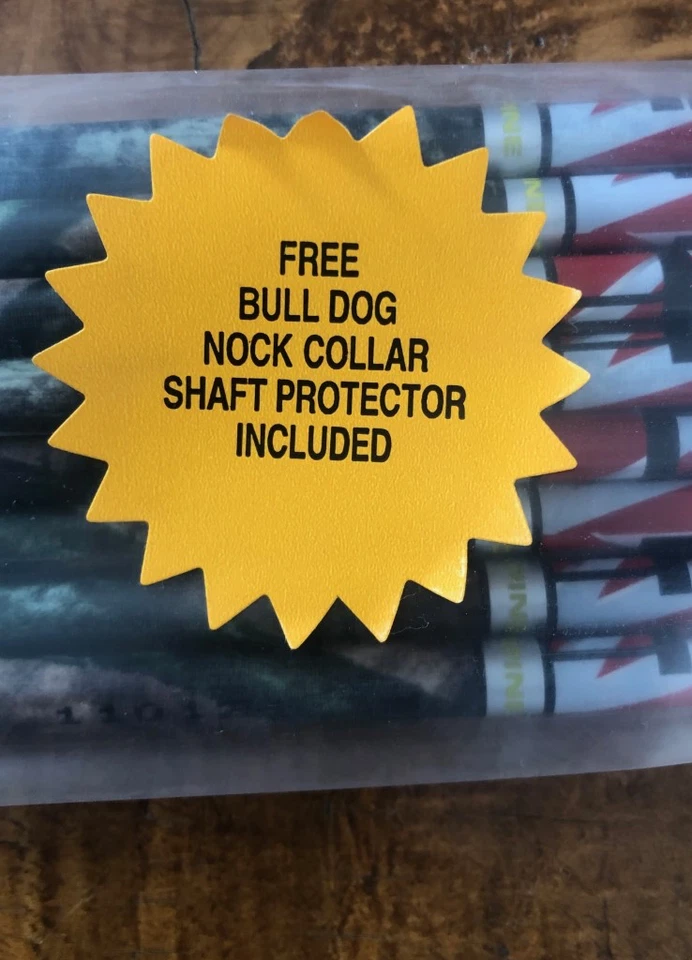 FREE
BULL DOG
NOCK COLLAR
SHAFT PROTECTOR
INCLUDED